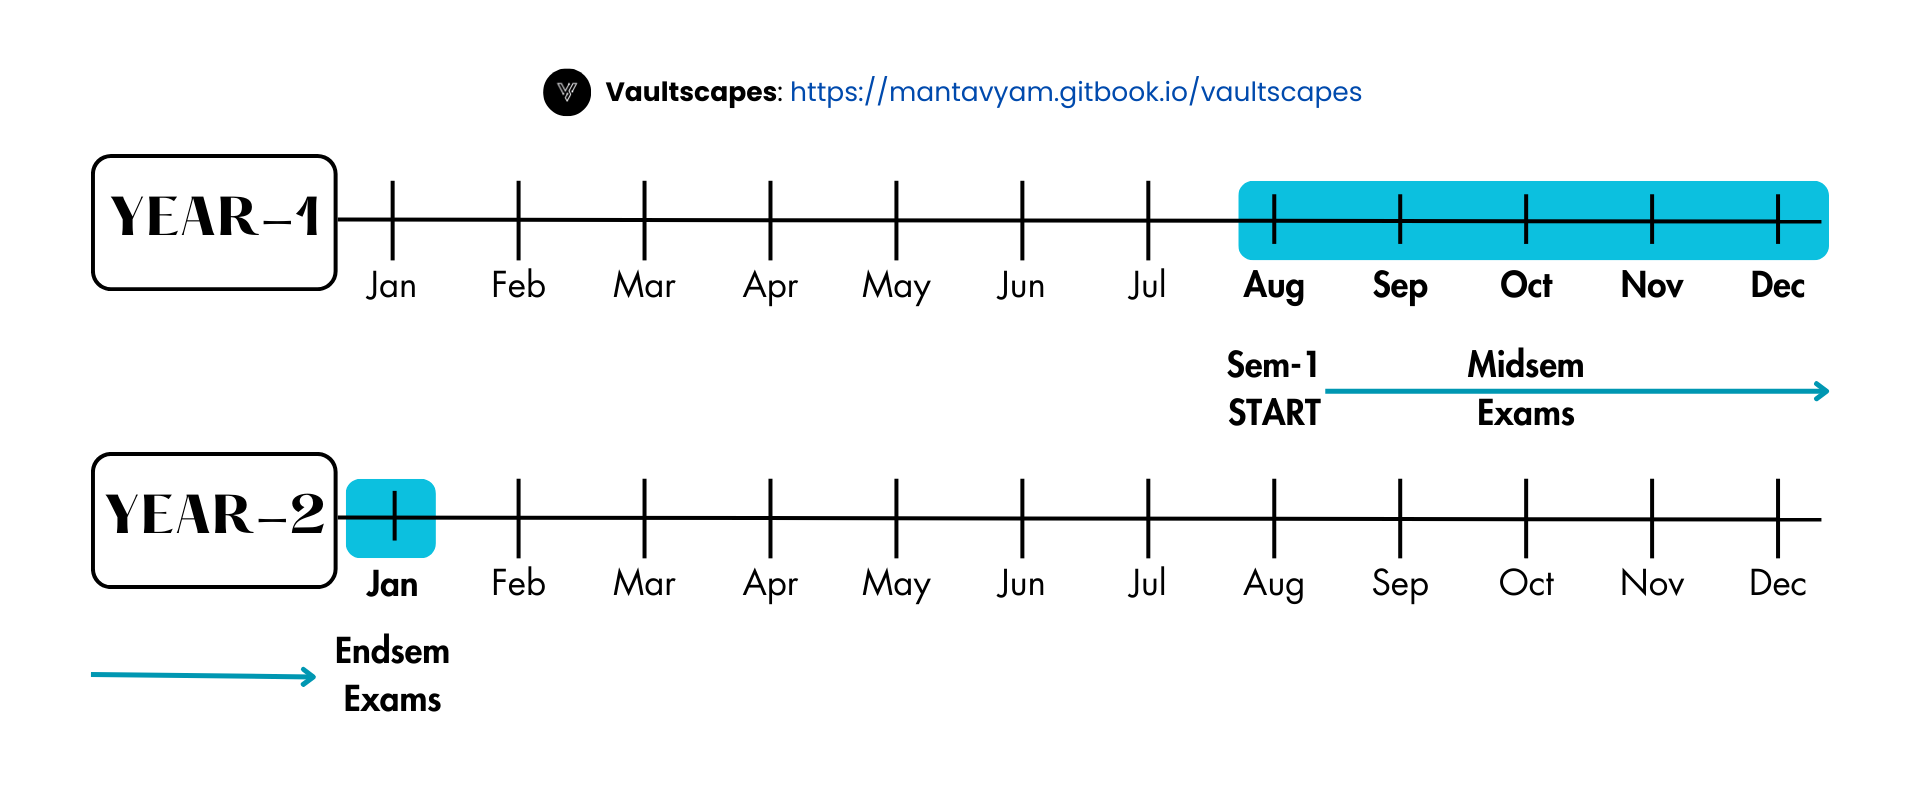 Vaultscapes: https://mantavyam.gitbook.io/vaultscapes
YEAR-1
Jan Feb Mar Apr May Jun Jul Aug Sep Oct Nov Dec
Sem-1
START
Midsem
Exams
YEAR-2
Jan Feb Mar Apr May Jun Jul Aug Sep Oct Nov Dec
Endsem
Exams